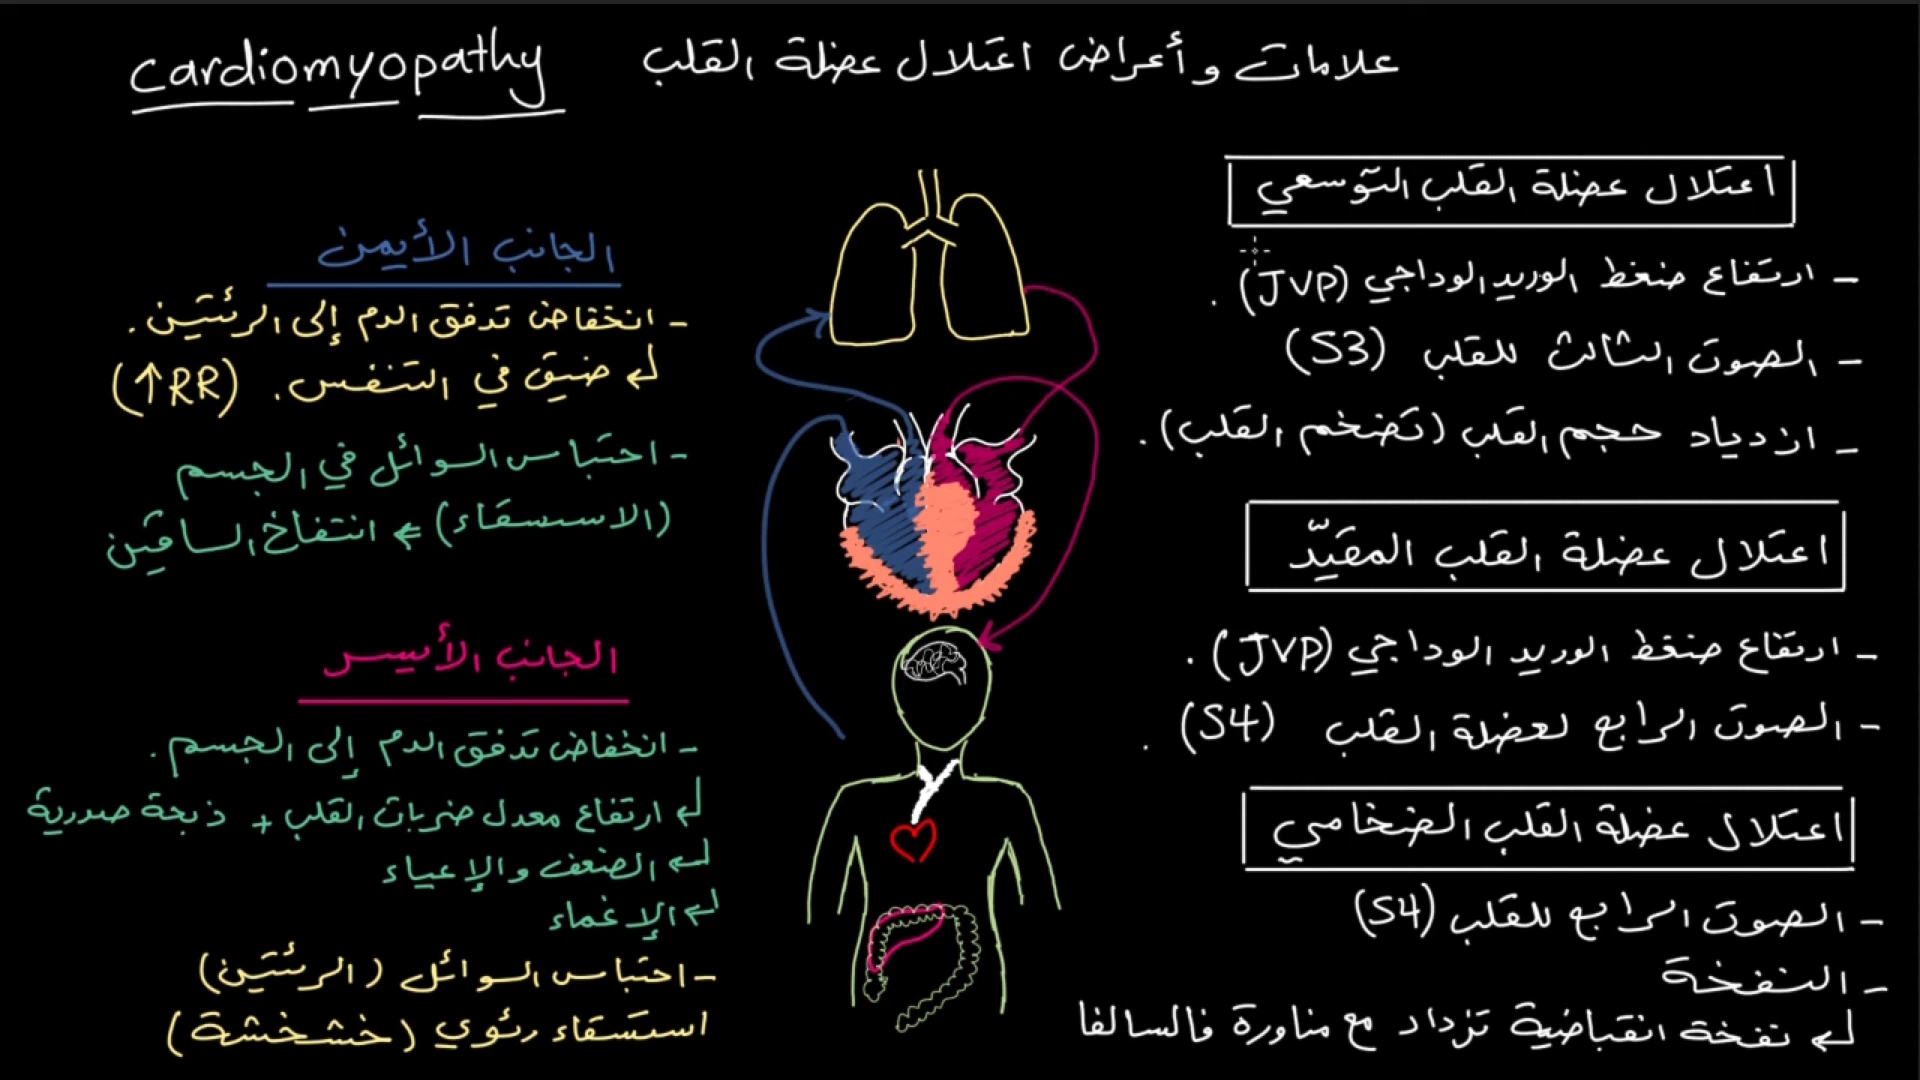 علامات وأعراض اعتلال عضلة القلب cardiomyopathy
اعتلال عضلة القلب التوسعي
- ارتفاع ضغط الوريد الوداجي (JVP).
- الصوت الثالث للقلب (S3)
- ازدياد حجم القلب (تضخم القلب).
اعتلال عضلة القلب المقيّد
- ارتفاع ضغط الوريد الوداجي (JVP).
- الصوت الرابع لعضلة القلب (S4).
اعتلال عضلة القلب الضخامي
- الصوت الرابع للقلب (S4)
- النفخة
↲ نفخة انقباضية تزداد مع مناورة فالسالفا
الجانب الأيمن
- انخفاض تدفق الدم إلى الرئتين.
↲ ضيق في التنفس. (↑RR)
- احتباس السوائل في الجسم
(الاستسقاء) ← انتفاخ الساقين
الجانب الأيسر
- انخفاض تدفق الدم إلى الجسم.
↲ ارتفاع معدل ضربات القلب + ذبحة صدرية
↲ الضعف والإعياء
↲ الإغماء
- احتباس السوائل (الرئتين)
استسقاء رئوي (خشخشة)